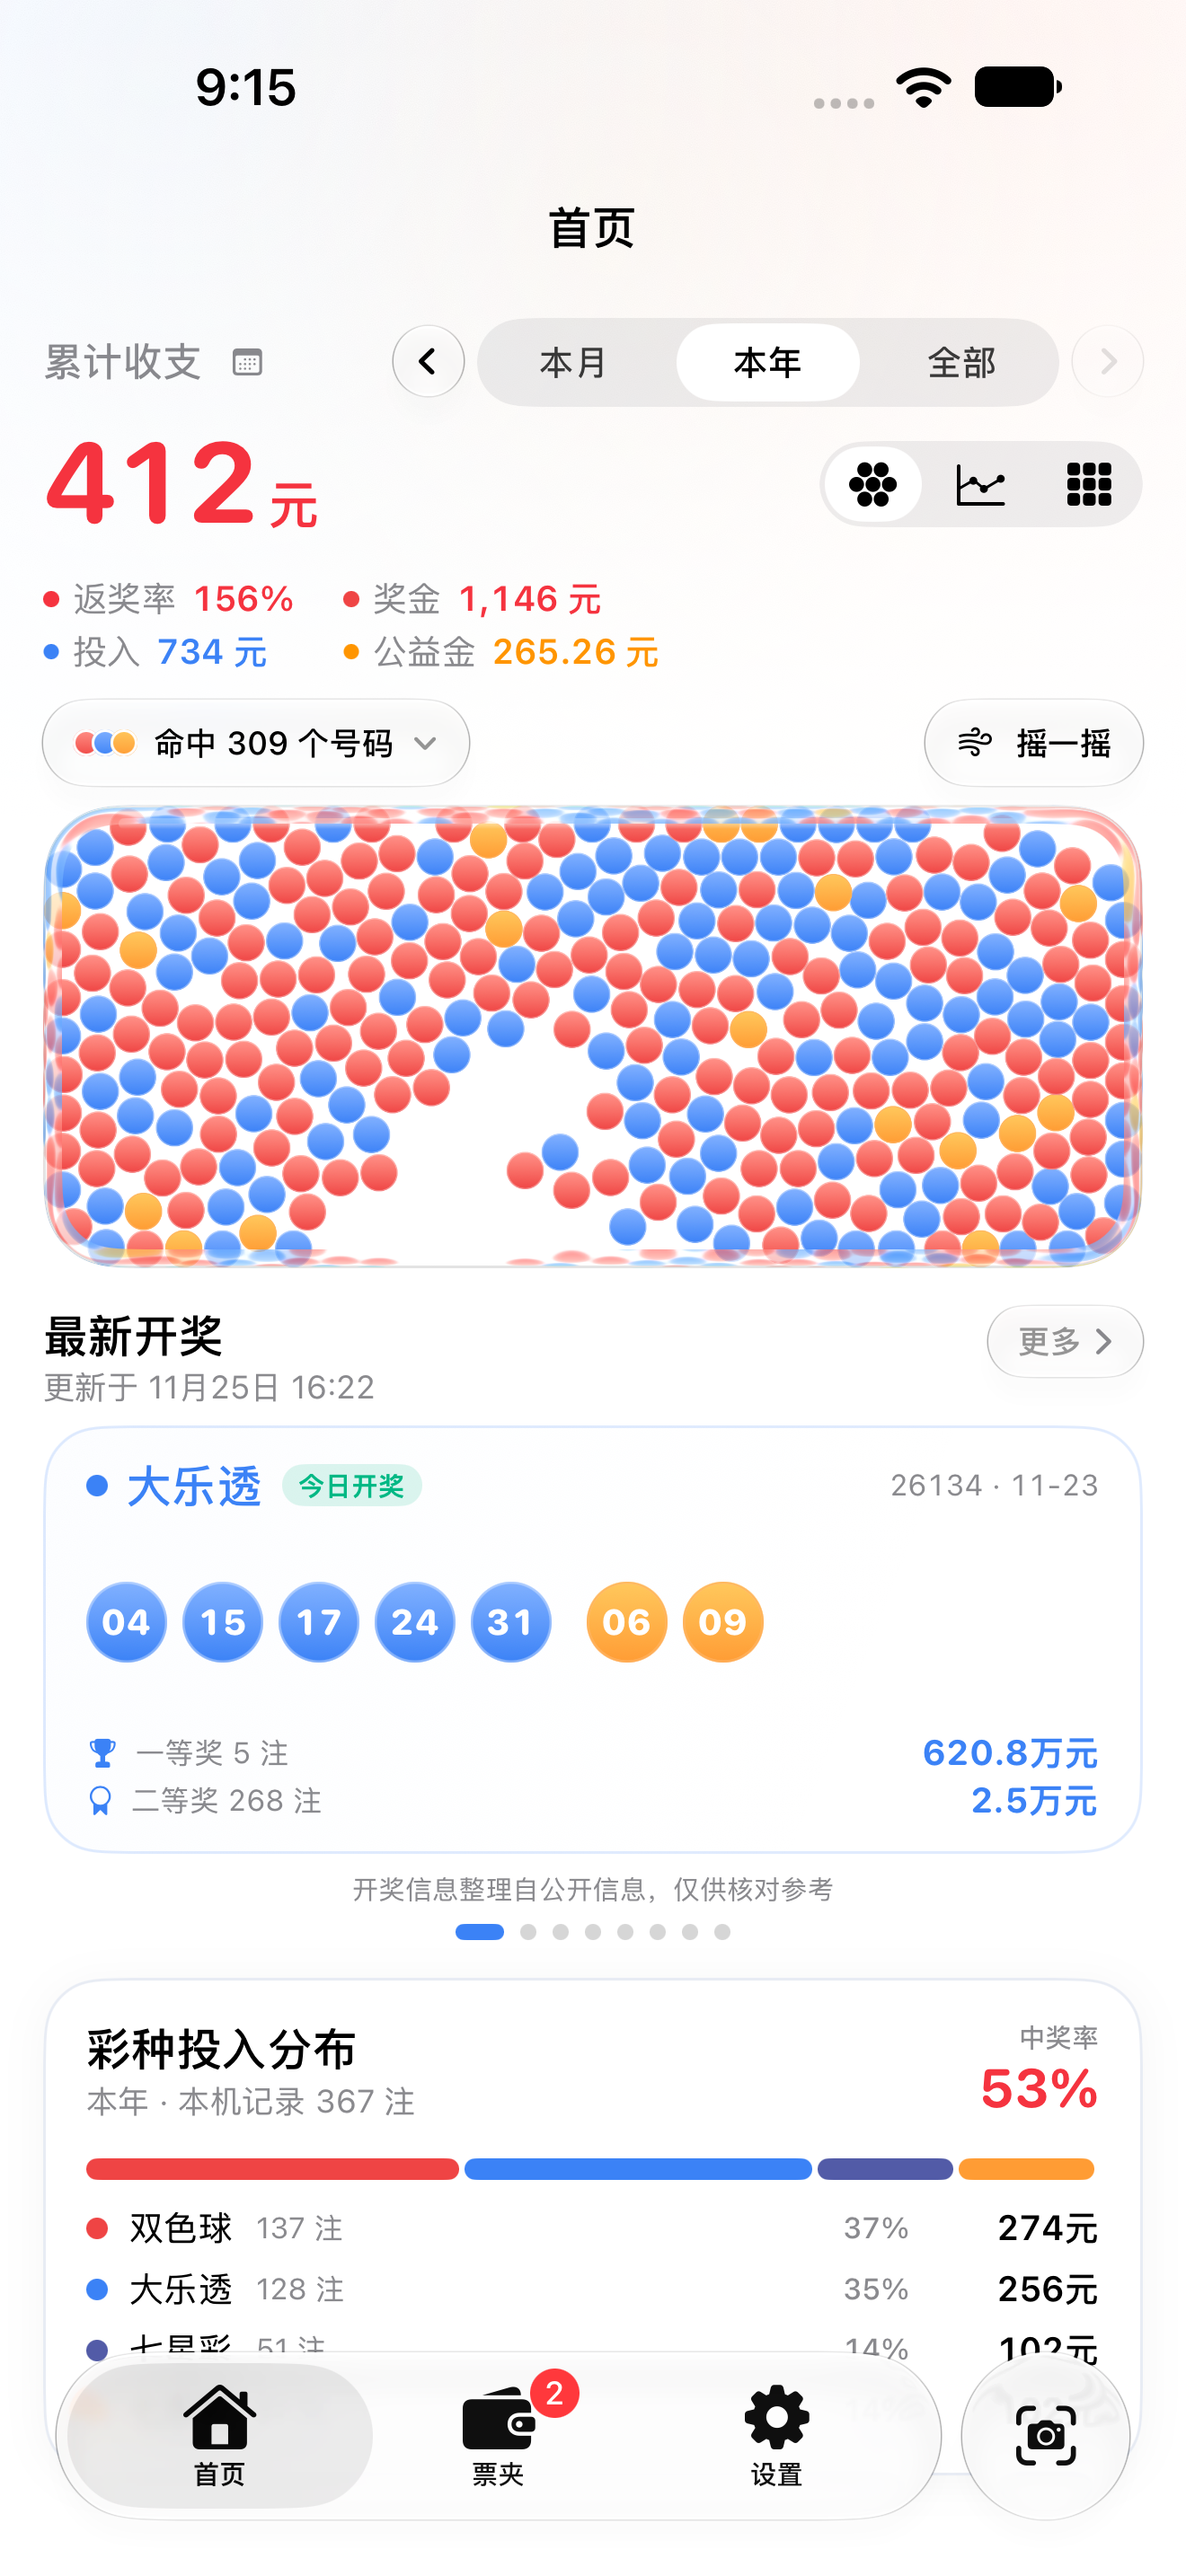 9:15
首页
累计收支
本月 本年 全部
412元
返奖率 156% 奖金 1,146 元
投入 734 元 公益金 265.26 元
命中 309 个号码 摇一摇
最新开奖 更多
更新于 11月25日 16:22
大乐透 今日开奖 26134 · 11-23
04 15 17 24 31 06 09
一等奖 5 注 620.8万元
二等奖 268 注 2.5万元
开奖信息整理自公开信息，仅供核对参考
彩种投入分布 中奖率
本年 · 本机记录 367 注 53%
双色球 137 注 37% 274元
大乐透 128 注 35% 256元
七星彩 51 注 14% 102元
2
首页 票夹 设置